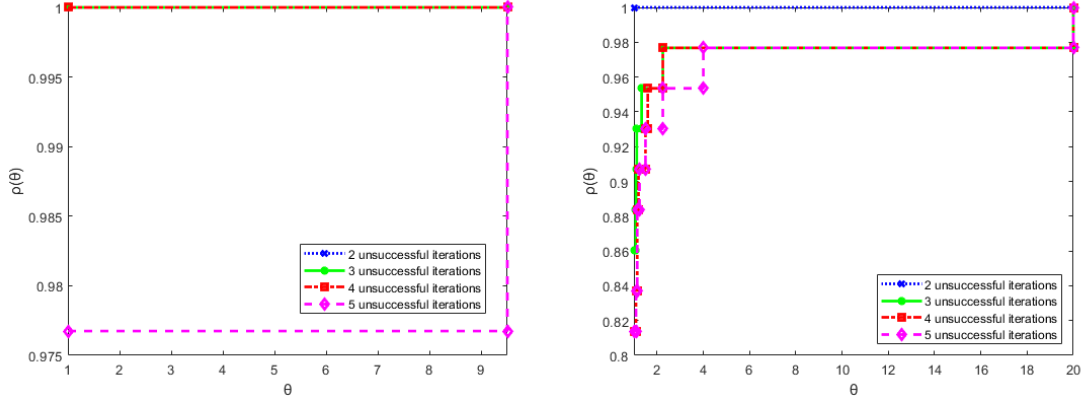 1
0.995
0.99
0.985
0.98
0.975
ρ(θ)
2 unsuccessful iterations
3 unsuccessful iterations
4 unsuccessful iterations
5 unsuccessful iterations
1 2 3 4 5 6 7 8 9
θ
1
0.98
0.96
0.94
0.92
0.9
0.88
0.86
0.84
0.82
0.8
ρ(θ)
2 unsuccessful iterations
3 unsuccessful iterations
4 unsuccessful iterations
5 unsuccessful iterations
2 4 6 8 10 12 14 16 18 20
θ